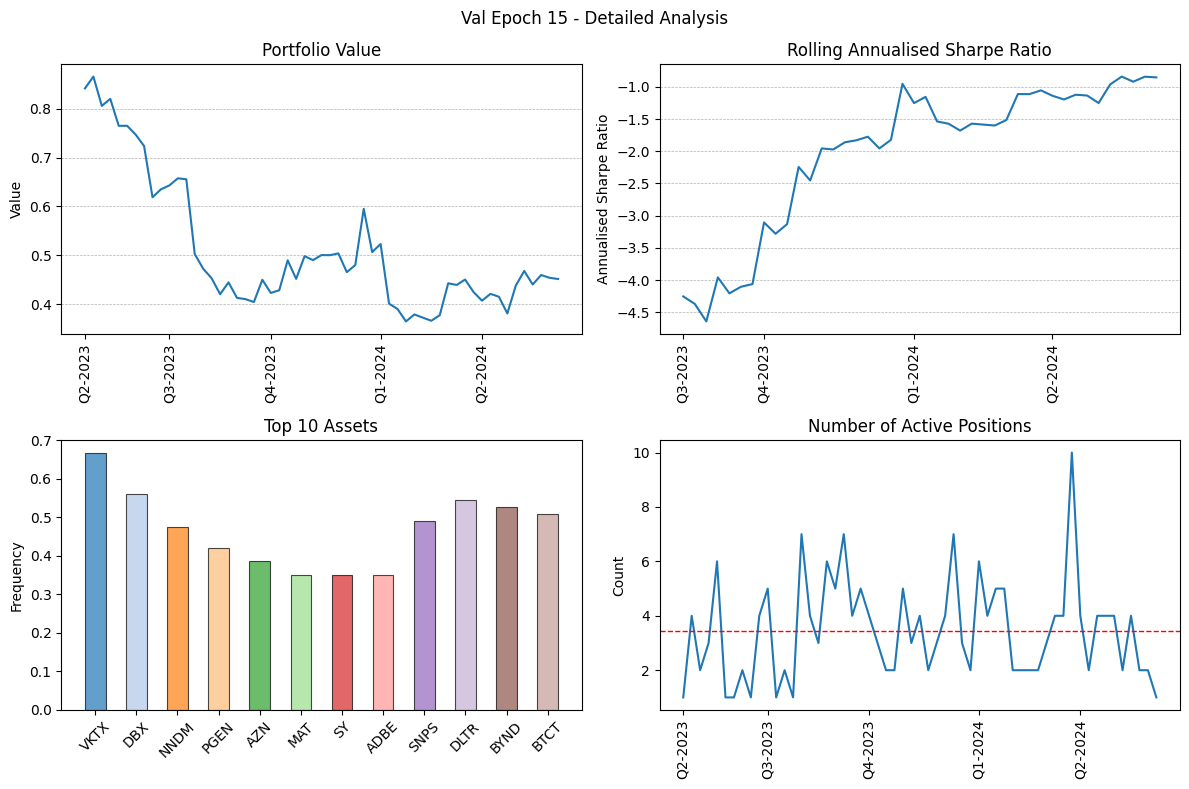 Val Epoch 15 - Detailed Analysis
Portfolio Value
Value
0.8
0.7
0.6
0.5
0.4
Q2-2023
Q3-2023
Q4-2023
Q1-2024
Q2-2024
Rolling Annualised Sharpe Ratio
Annualised Sharpe Ratio
−1.0
−1.5
−2.0
−2.5
−3.0
−3.5
−4.0
−4.5
Q3-2023
Q4-2023
Q1-2024
Q2-2024
Top 10 Assets
Frequency
0.7
0.6
0.5
0.4
0.3
0.2
0.1
0.0
VKTX
DBX
NNDM
PGEN
AZN
MAT
SY
ADBE
SNPS
DLTR
BYND
BTCT
Number of Active Positions
Count
10
8
6
4
2
Q2-2023
Q3-2023
Q4-2023
Q1-2024
Q2-2024